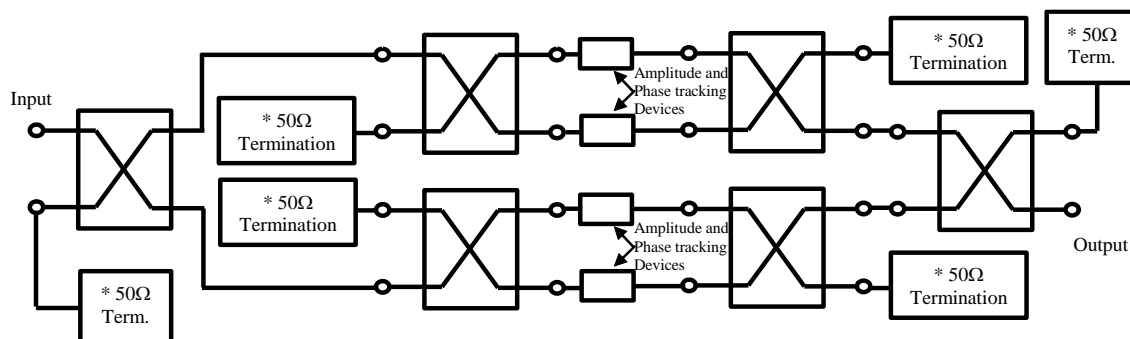 Input
* 50Ω
Termination
* 50Ω
Termination
* 50Ω
Term.
Amplitude and
Phase tracking
Devices
Amplitude and
Phase tracking
Devices
* 50Ω
Termination
* 50Ω
Term.
Output
* 50Ω
Termination